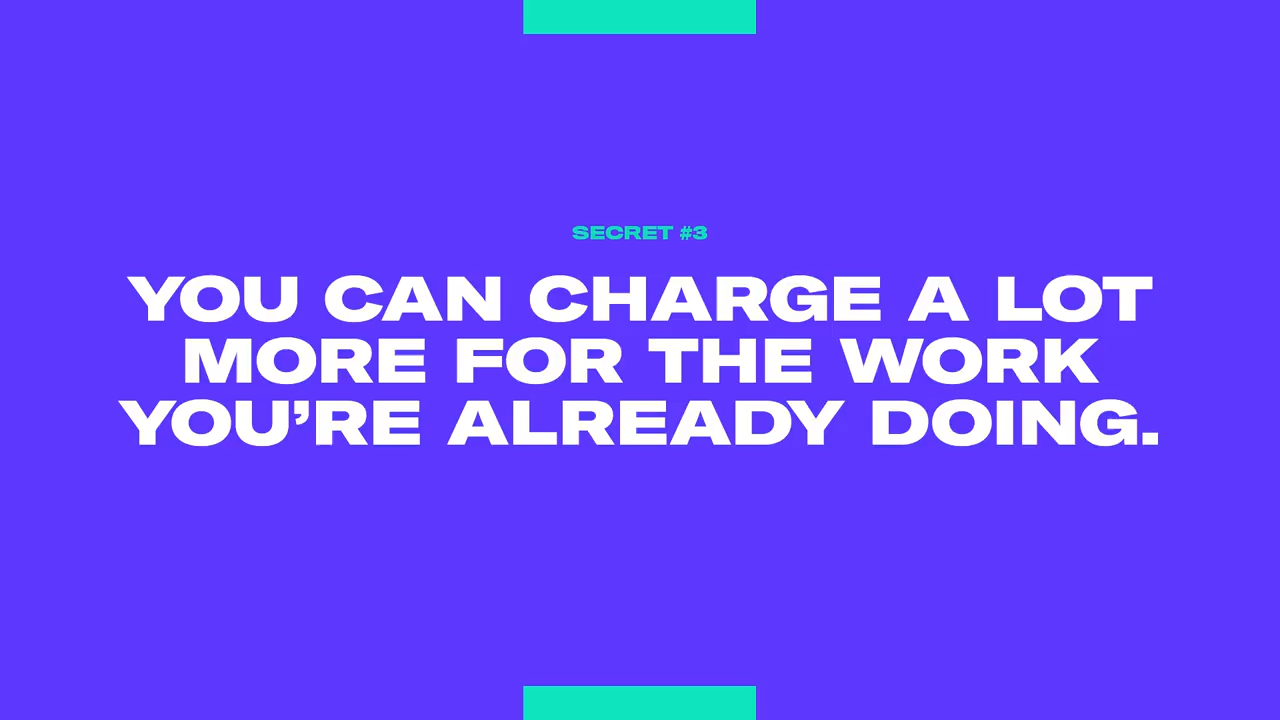 SECRET #3
YOU CAN CHARGE A LOT
MORE FOR THE WORK
YOU’RE ALREADY DOING.